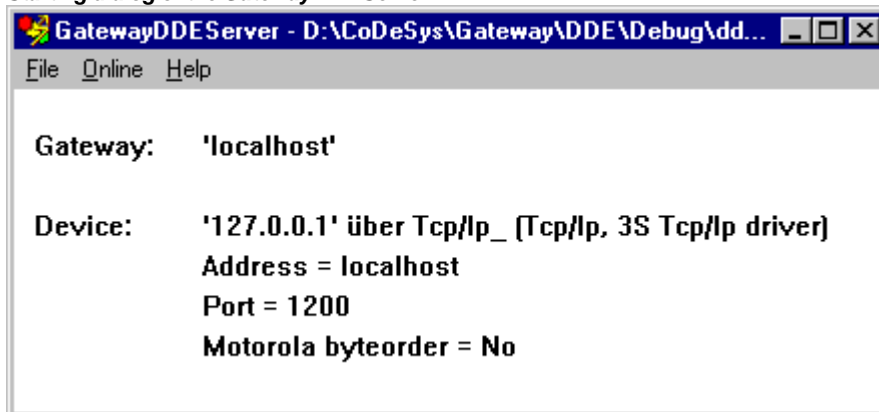 GatewayDDEServer - D:\CoDeSys\Gateway\DDE\Debug\dd...
File Online Help
Gateway: 'localhost'
Device: '127.0.0.1' über Tcp/Ip_ (Tcp/Ip, 3S Tcp/Ip driver)
Address = localhost
Port = 1200
Motorola byteorder = No